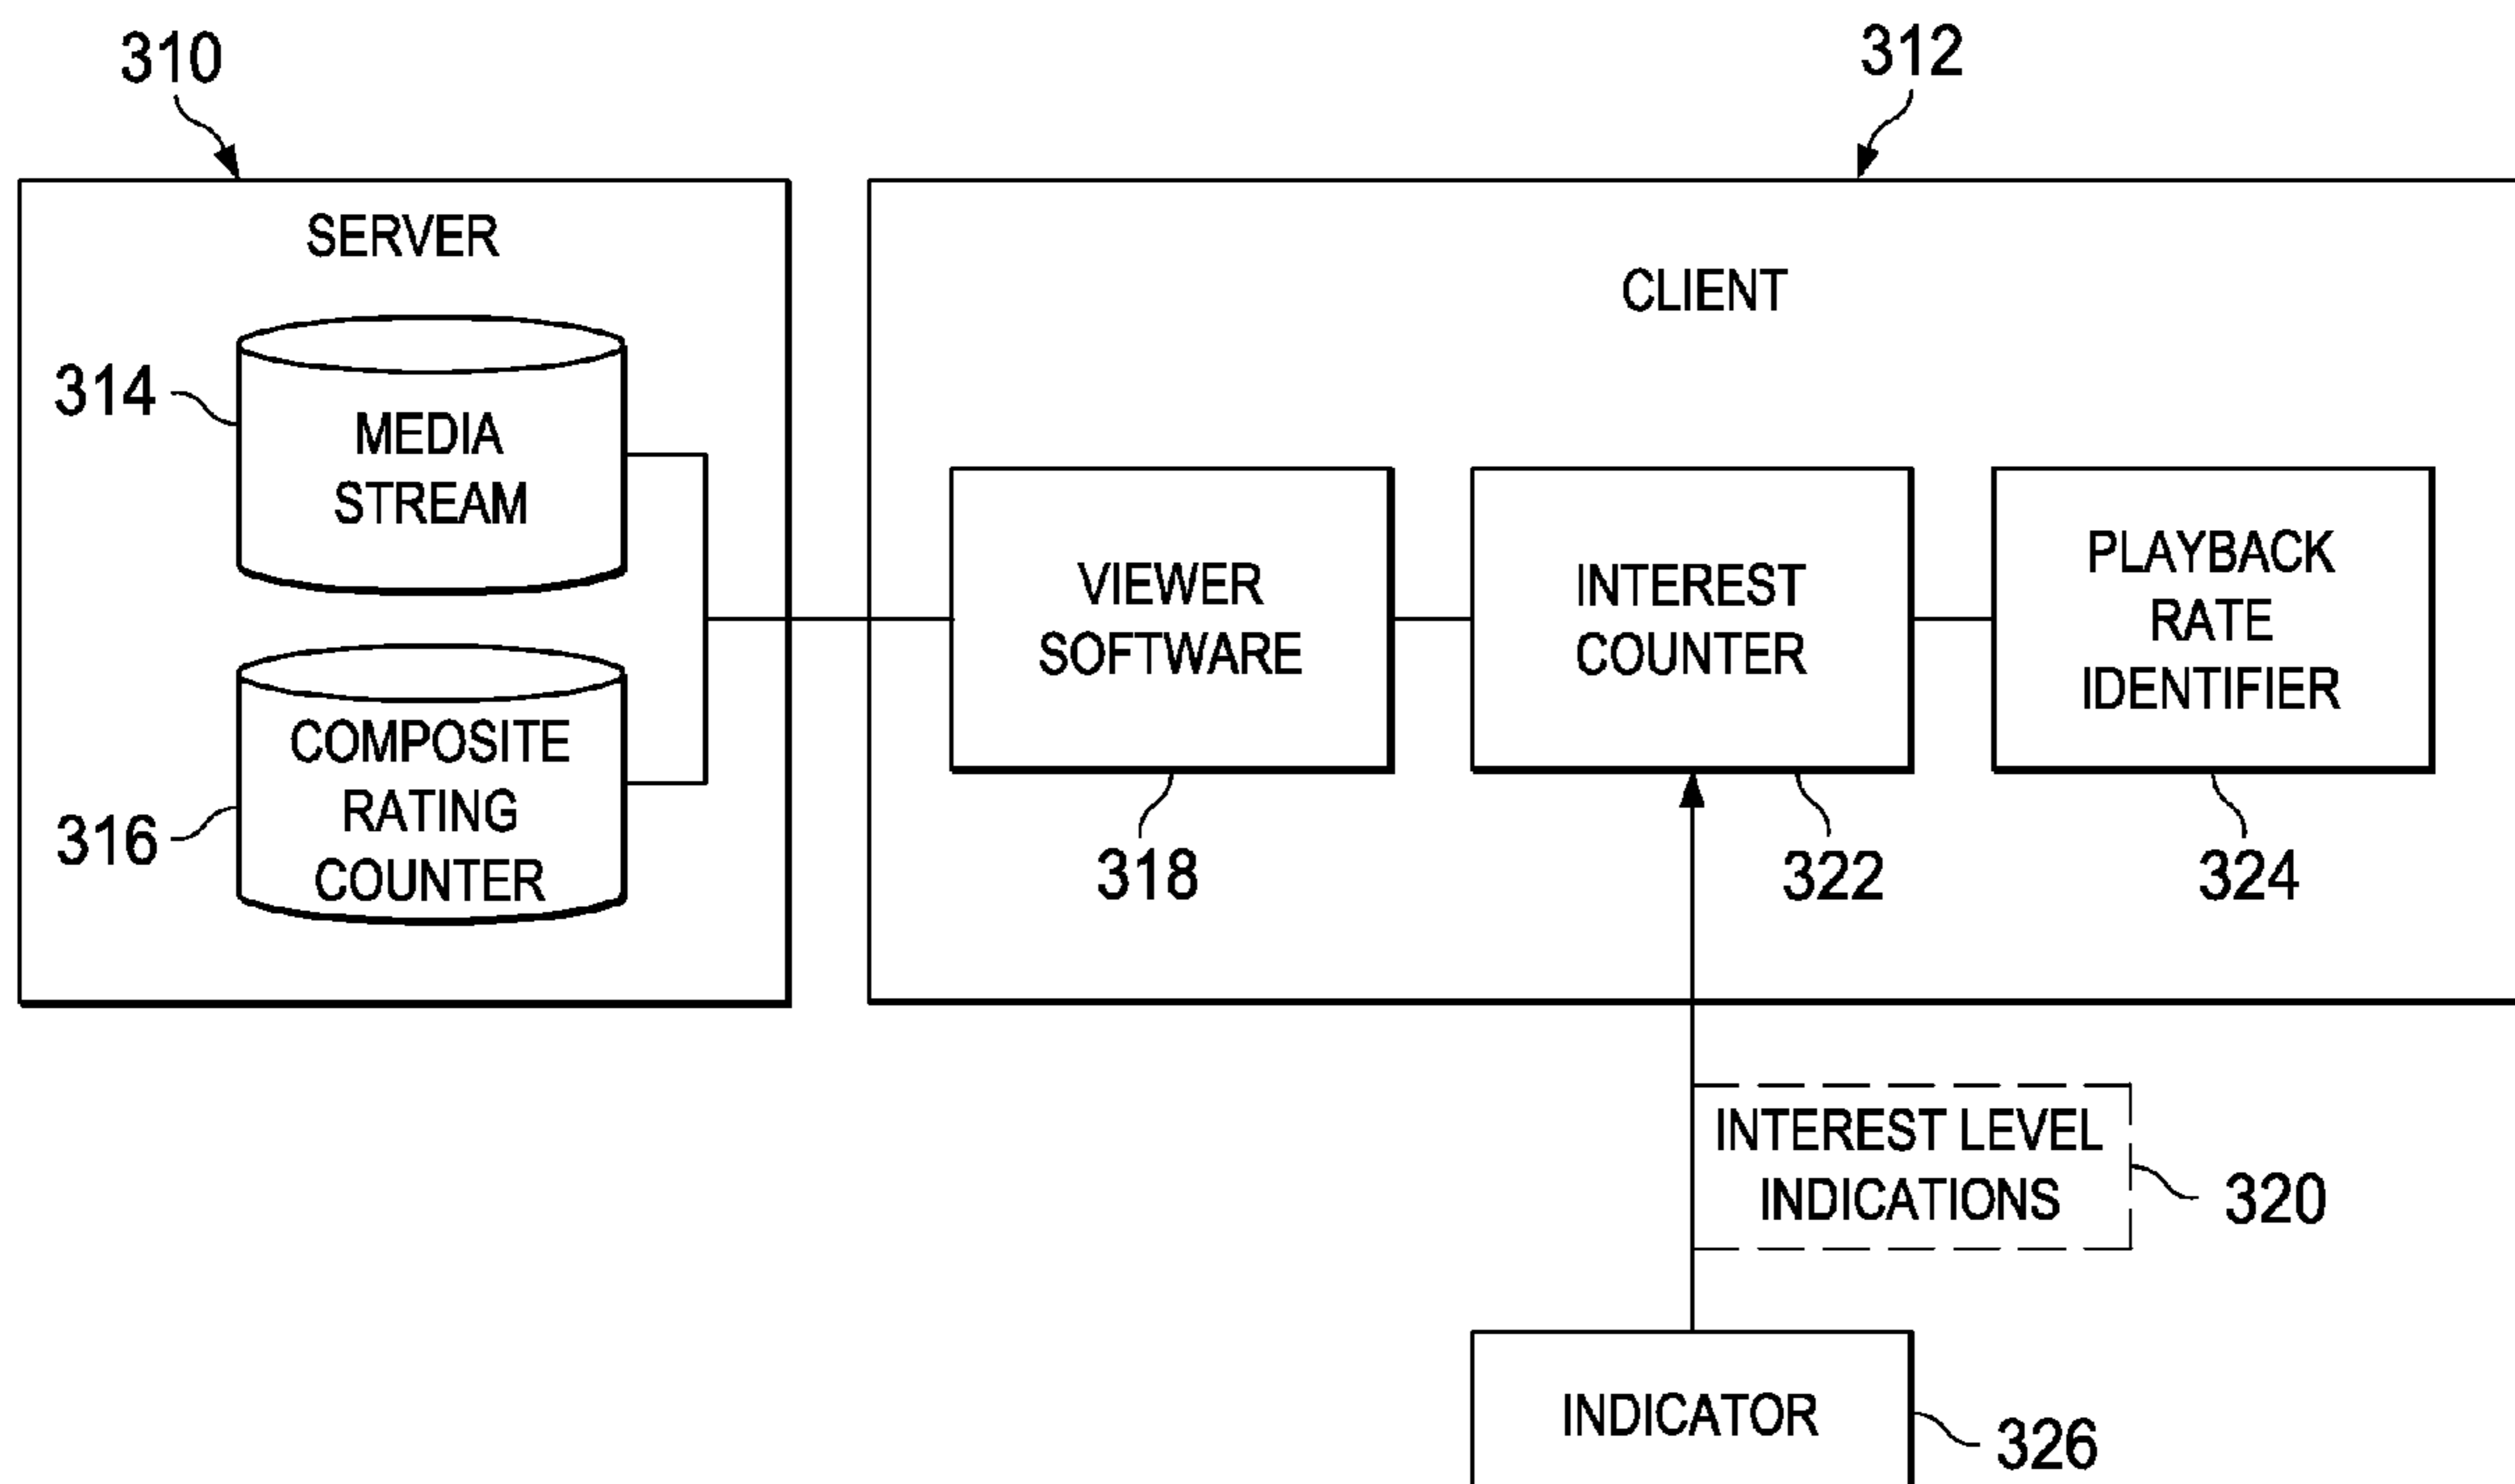 310
312
SERVER
CLIENT
314
MEDIA
STREAM
316
COMPOSITE
RATING
COUNTER
VIEWER
SOFTWARE
318
INTEREST
COUNTER
322
PLAYBACK
RATE
IDENTIFIER
324
INTEREST LEVEL
INDICATIONS
320
INDICATOR
326